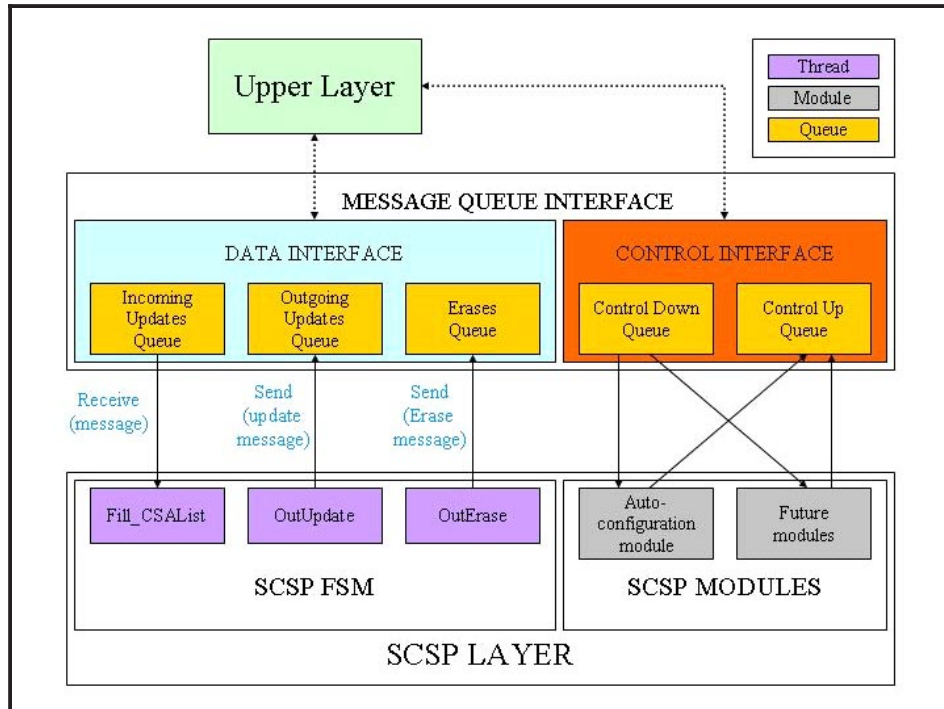 Upper Layer
Thread
Module
Queue
MESSAGE QUEUE INTERFACE
DATA INTERFACE
CONTROL INTERFACE
Incoming
Updates
Queue
Outgoing
Updates
Queue
Erases
Queue
Control Down
Queue
Control Up
Queue
Receive
(message)
Send
(update
message)
Send
(Erase
message)
Fill_CSAList
OutUpdate
OutErase
Auto-
configuration
module
Future
modules
SCSP FSM
SCSP MODULES
SCSP LAYER